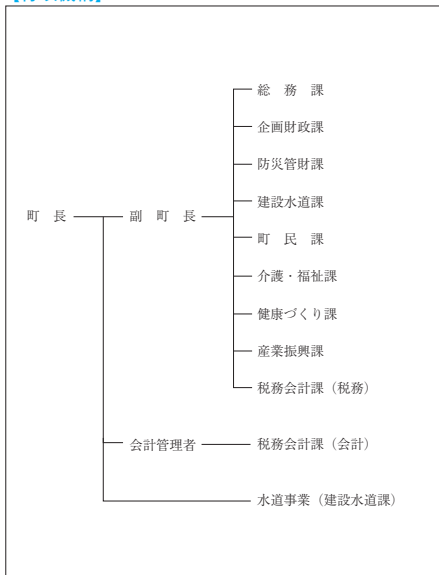 総務課
企画財政課
防災管財課
建設水道課
町長 副町長
町民課
介護・福祉課
健康づくり課
産業振興課
税務会計課（税務）
会計管理者 税務会計課（会計）
水道事業（建設水道課）